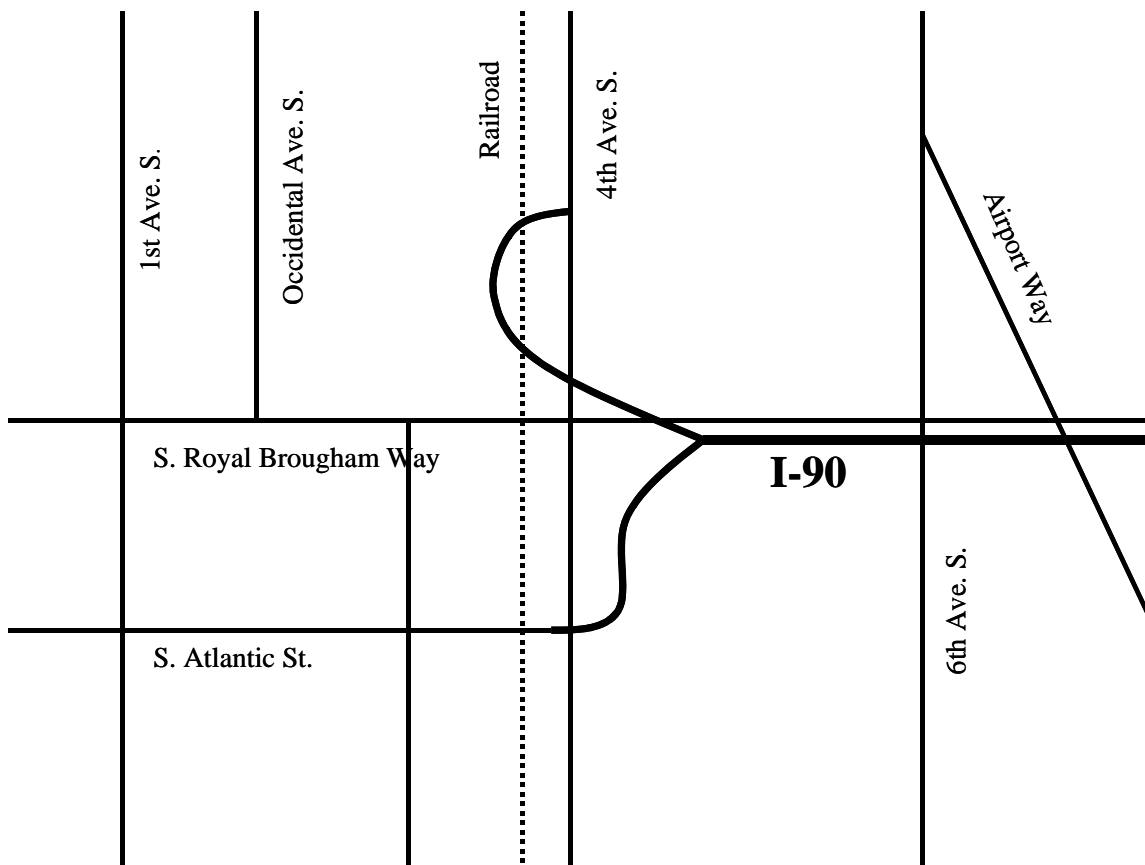 Railroad
4th Ave. S.
Occidental Ave. S.
1st Ave. S.
Airport Way
S. Royal Brougham Way
I-90
6th Ave. S.
S. Atlantic St.